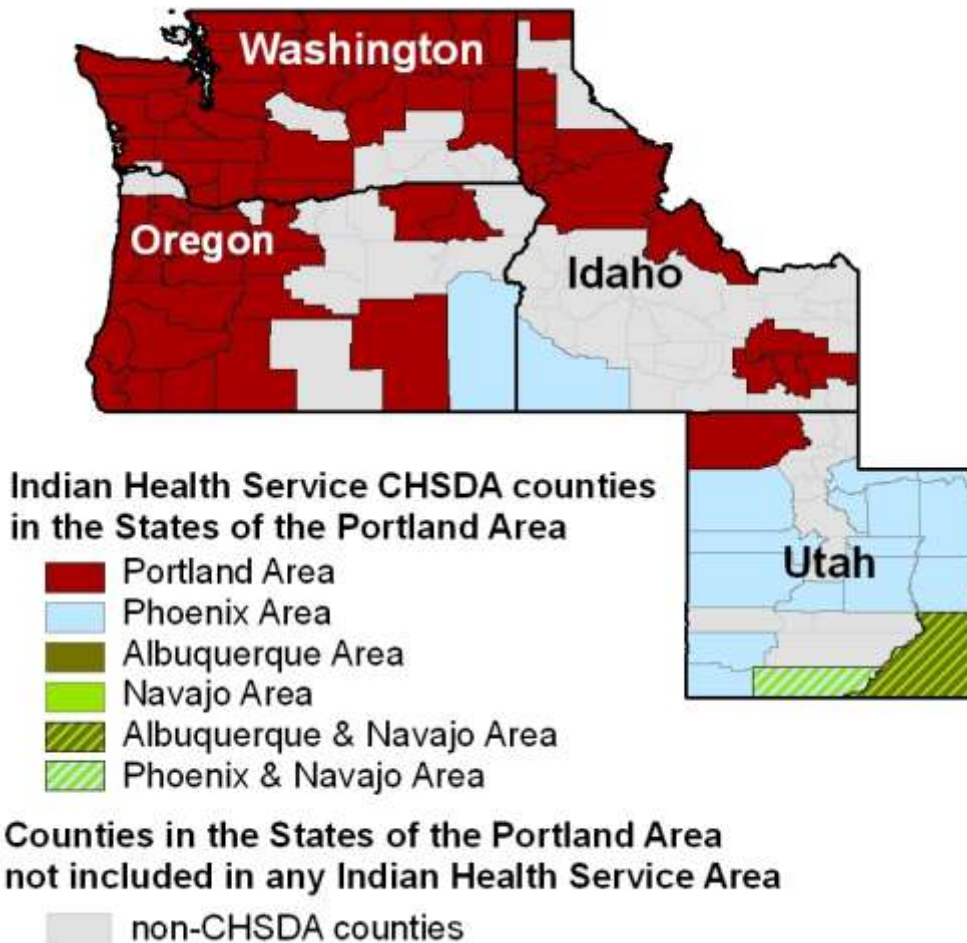 Washington
Oregon
Idaho
Utah
Indian Health Service CHSDA counties
in the States of the Portland Area
Portland Area
Phoenix Area
Albuquerque Area
Navajo Area
Albuquerque & Navajo Area
Phoenix & Navajo Area
Counties in the States of the Portland Area
not included in any Indian Health Service Area
non-CHSDA counties